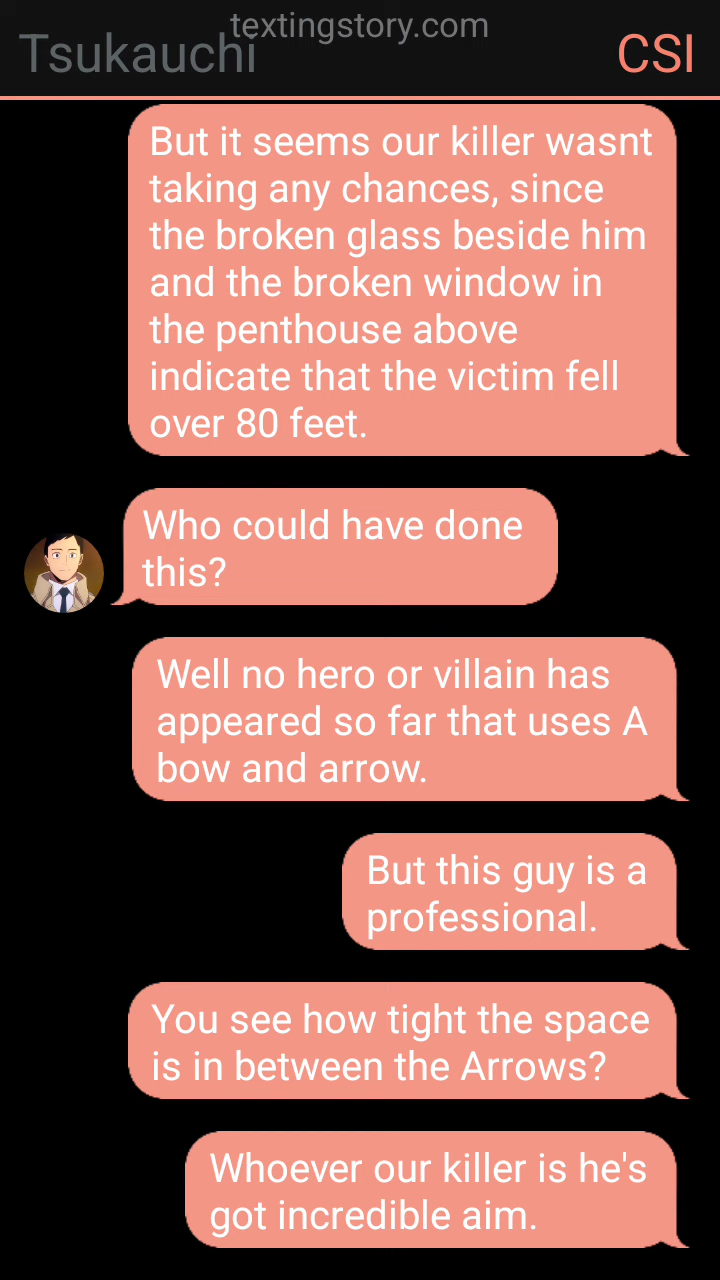 textingstory.com
Tsukauchi
CSI
But it seems our killer wasnt
taking any chances, since
the broken glass beside him
and the broken window in
the penthouse above
indicate that the victim fell
over 80 feet.
Who could have done
this?
Well no hero or villain has
appeared so far that uses A
bow and arrow.
But this guy is a
professional.
You see how tight the space
is in between the Arrows?
Whoever our killer is he's
got incredible aim.